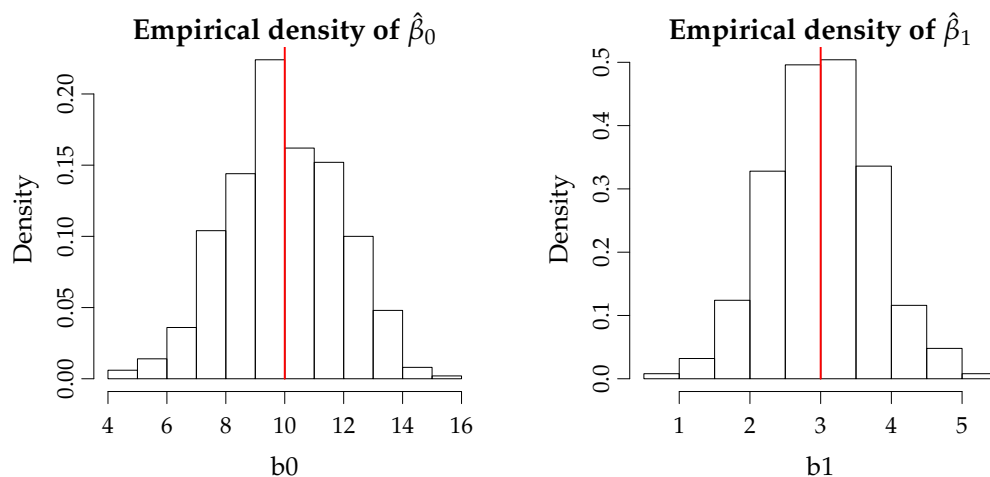 Empirical density of β̂₀
Density
0.00 0.05 0.10 0.15 0.20
4 6 8 10 12 14 16
b0
Empirical density of β̂₁
Density
0.0 0.1 0.2 0.3 0.4 0.5
1 2 3 4 5
b1